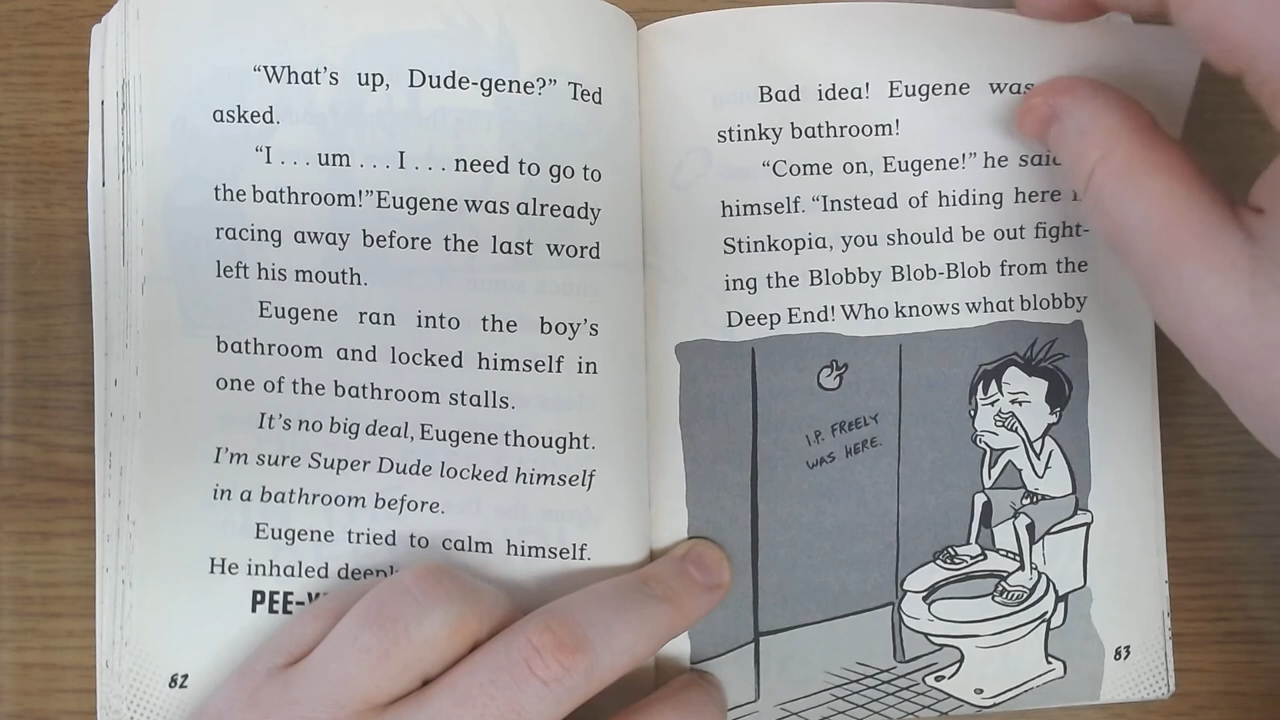 “What’s up, Dude-gene?” Ted
asked.
“I . . . um . . . I . . . need to go to
the bathroom!” Eugene was already
racing away before the last word
left his mouth.
Eugene ran into the boy’s
bathroom and locked himself in
one of the bathroom stalls.
It’s no big deal, Eugene thought.
I’m sure Super Dude locked himself
in a bathroom before.
Eugene tried to calm himself.
He inhaled
82
Bad idea! Eugene was
stinky bathroom!
“Come on, Eugene!” he
himself. “Instead of hiding here
Stinkopia, you should be out fight-
ing the Blobby Blob-Blob from the
Deep End! Who knows what blobby
I.P. FREELY
WAS HERE.
83